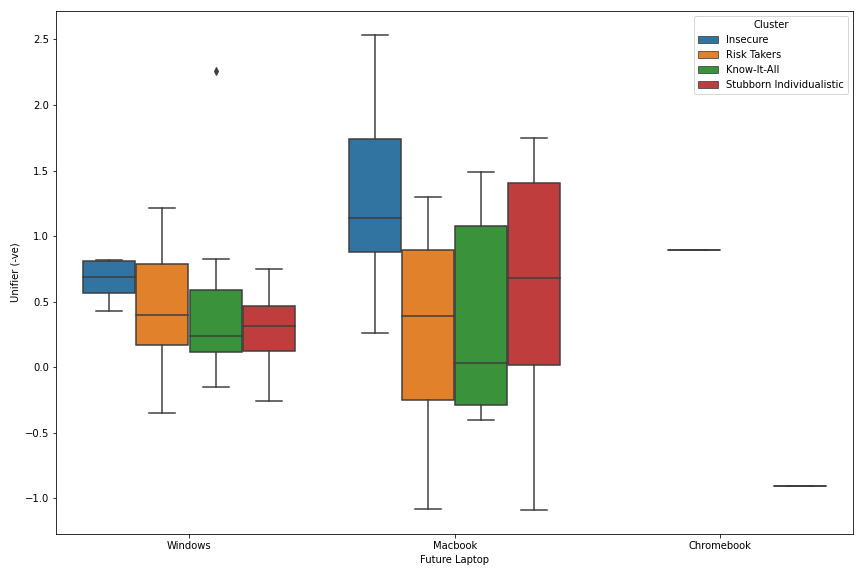 Cluster
Insecure
Risk Takers
Know-It-All
Stubborn Individualistic
2.5
2.0
1.5
1.0
0.5
0.0
−0.5
−1.0
Unifier (-ve)
Windows
Macbook
Chromebook
Future Laptop